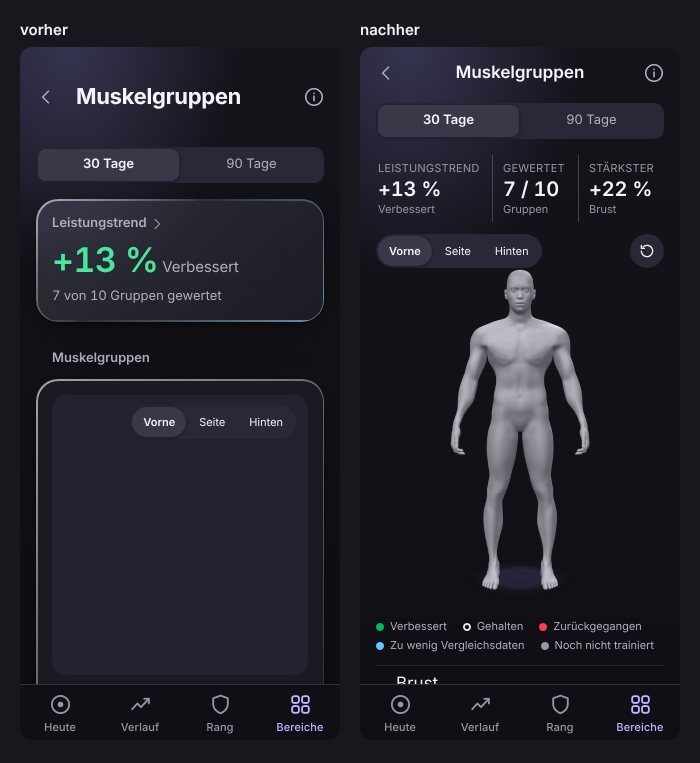 vorher
Muskelgruppen
30 Tage 90 Tage
Leistungstrend
+13 % Verbessert
7 von 10 Gruppen gewertet
Muskelgruppen
Vorne Seite Hinten
Heute Verlauf Rang Bereiche
nachher
Muskelgruppen
30 Tage 90 Tage
LEISTUNGSTREND GEWERTET STÄRKSTER
+13 % 7 / 10 +22 %
Verbessert Gruppen Brust
Vorne Seite Hinten
Verbessert Gehalten Zurückgegangen
Zu wenig Vergleichsdaten Noch nicht trainiert
Brust
Heute Verlauf Rang Bereiche